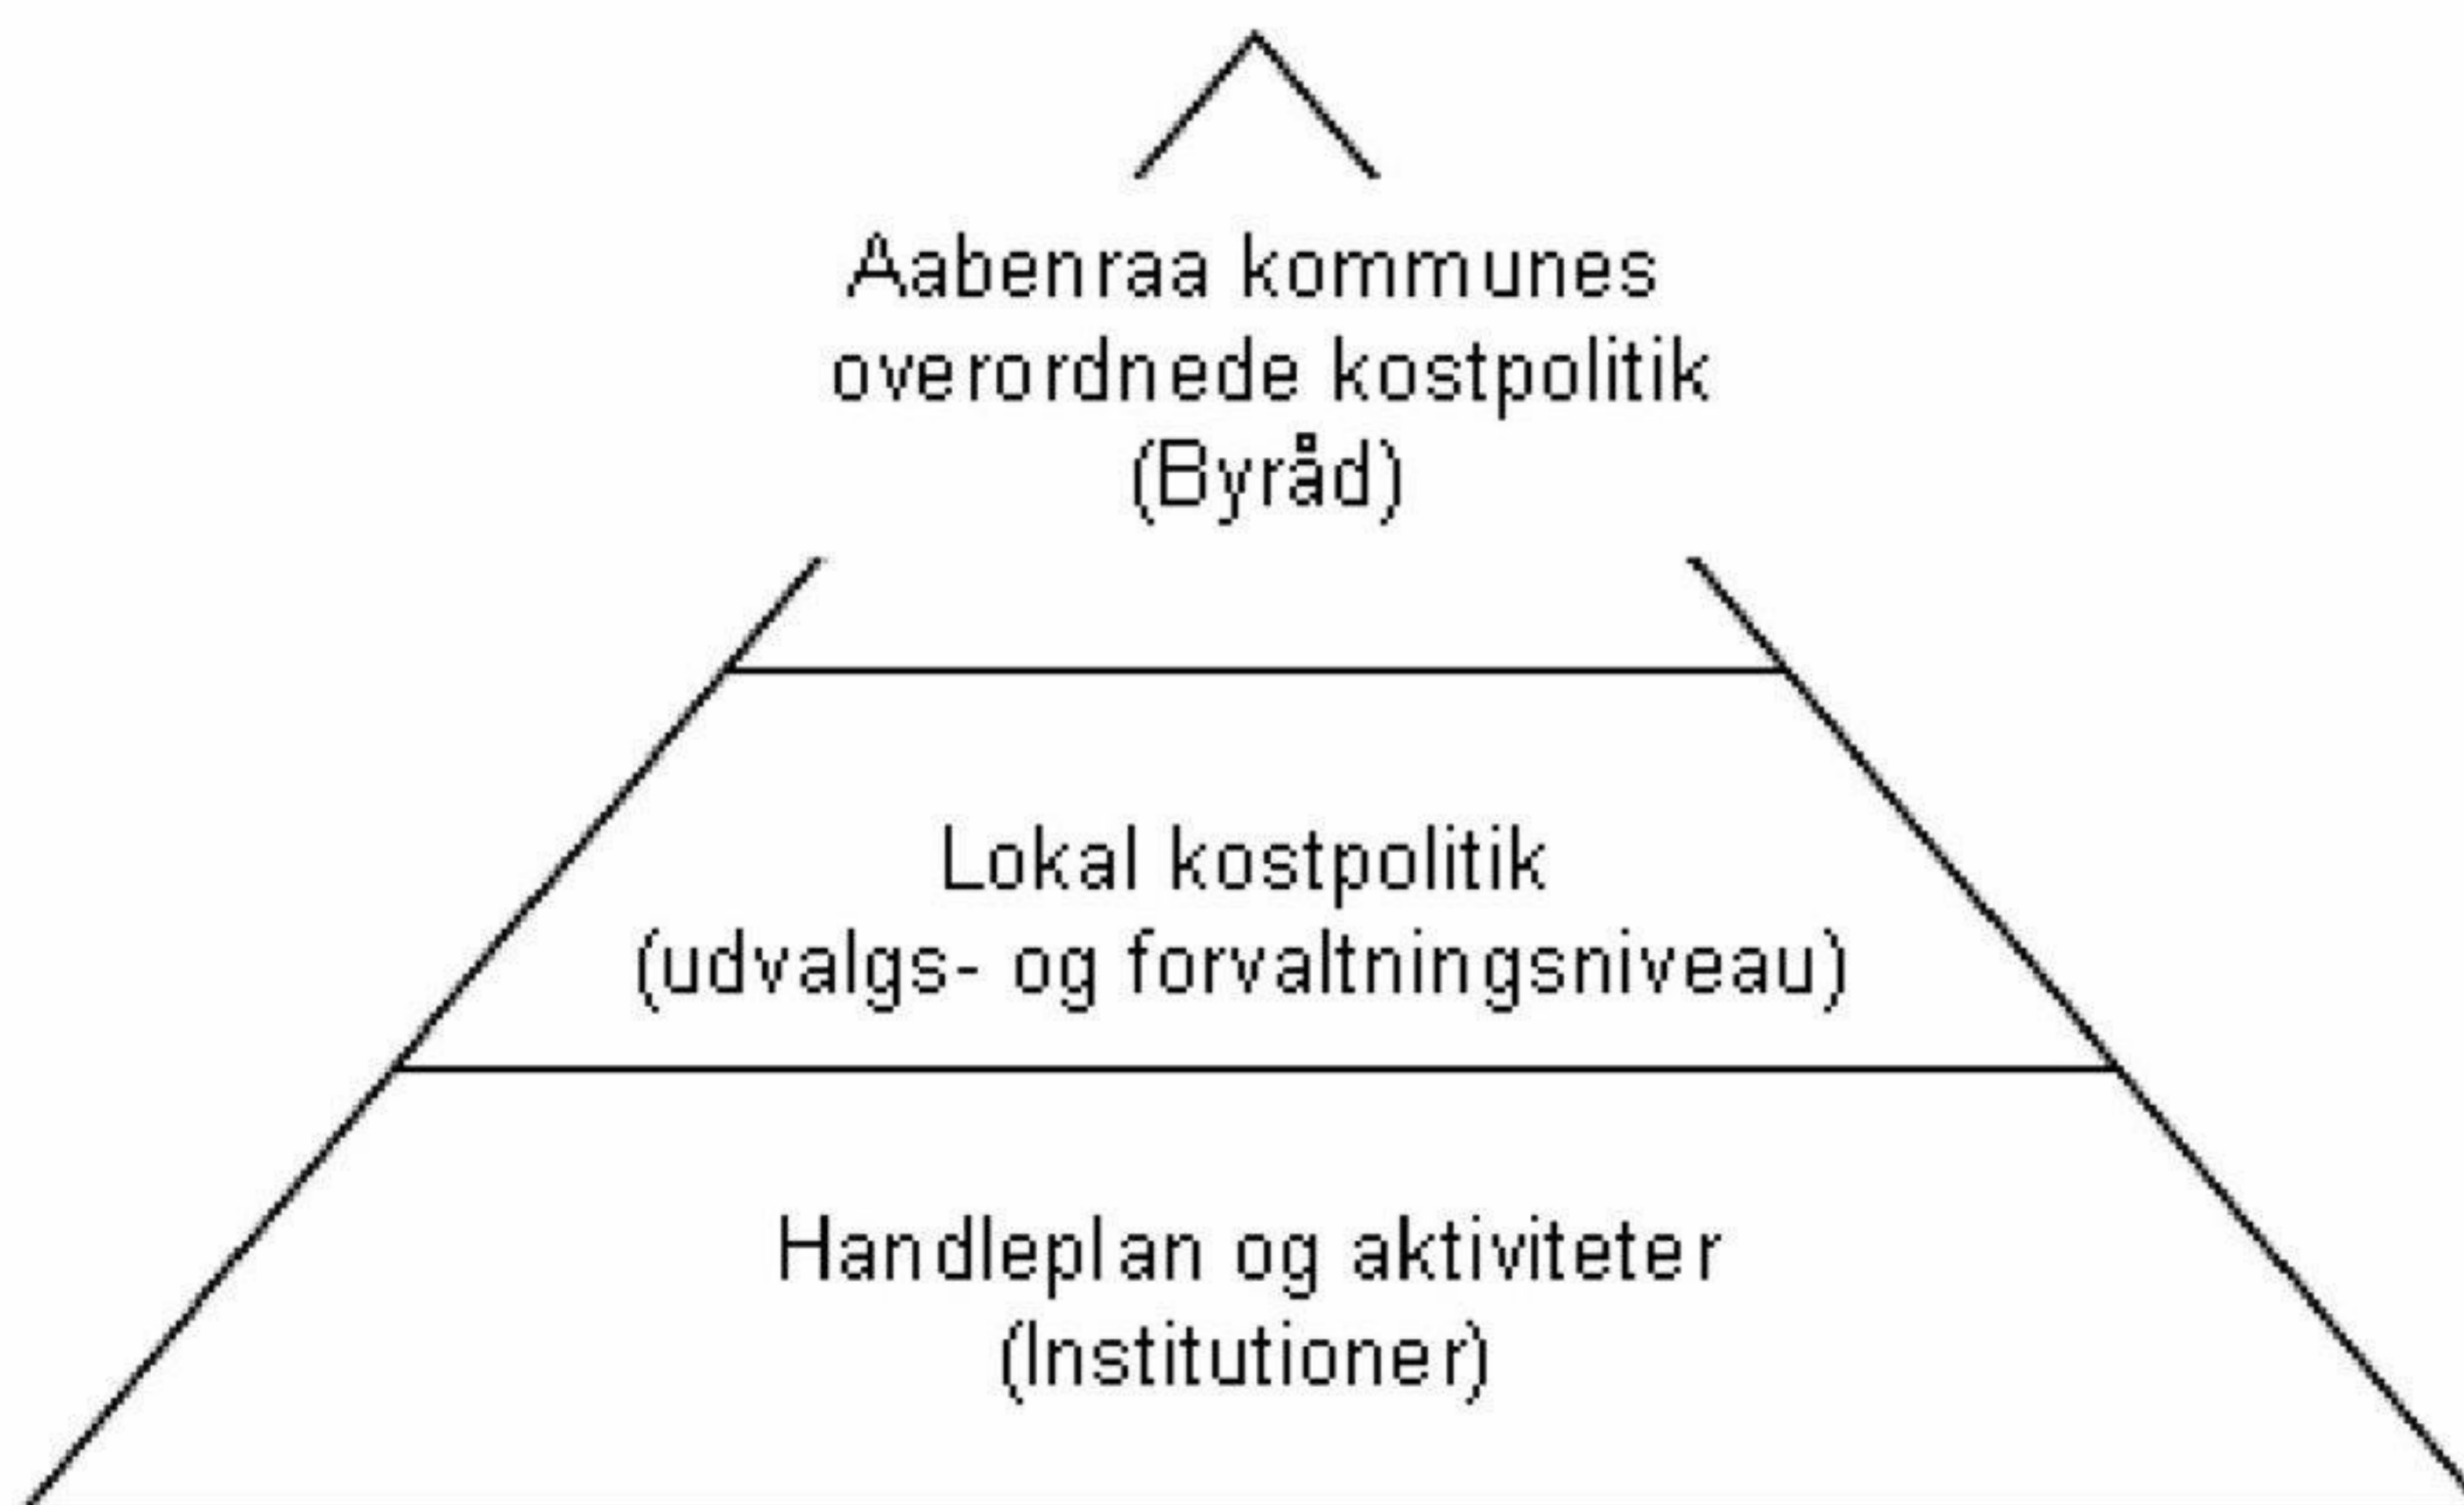 Aabenraa kommunes
overordnede kostpolitik
(Byråd)
Lokal kostpolitik
(udvalgs- og forvaltningsniveau)
Handleplan og aktiviteter
(Institutioner)